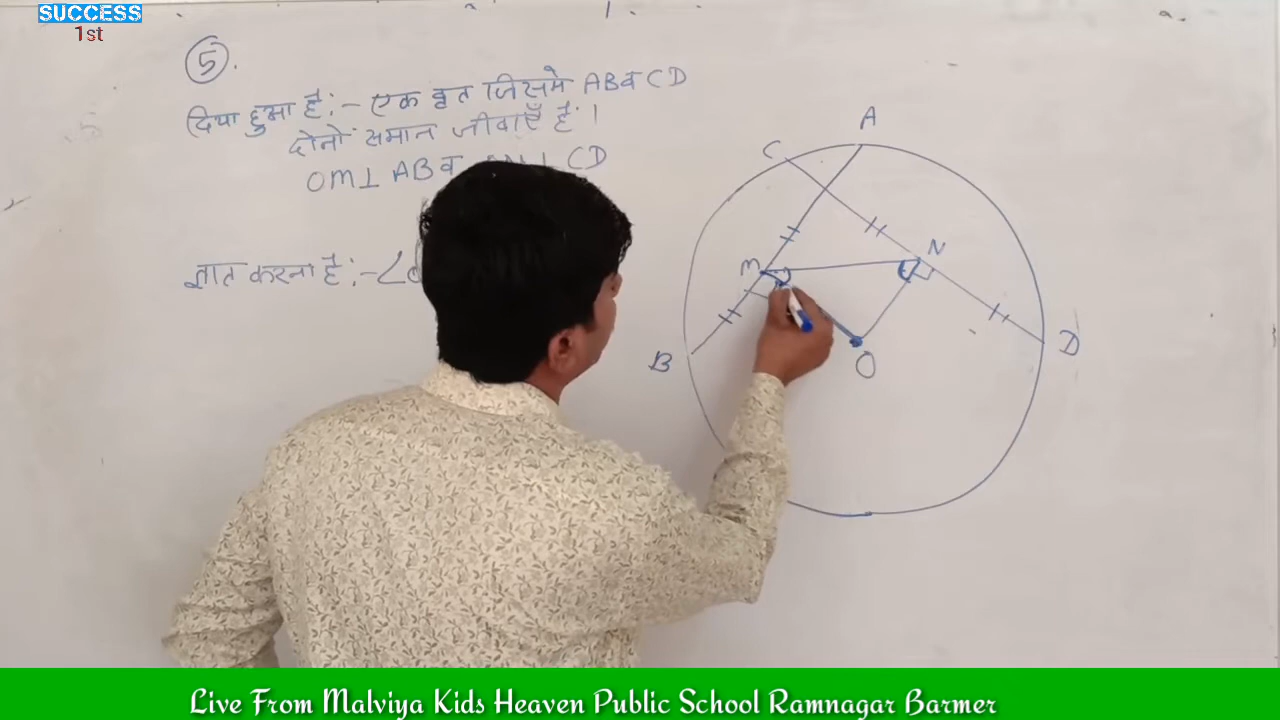 SUCCESS
1st
5.
दिया हुआ है:- एक वृत जिसमे AB व CD
दोनो समान जीवाएँ है ।
OM⊥ AB व CD
ज्ञात करना है:- ∠
A
C
N
M
B
D
O
Live From Malviya Kids Heaven Public School Ramnagar Barmer